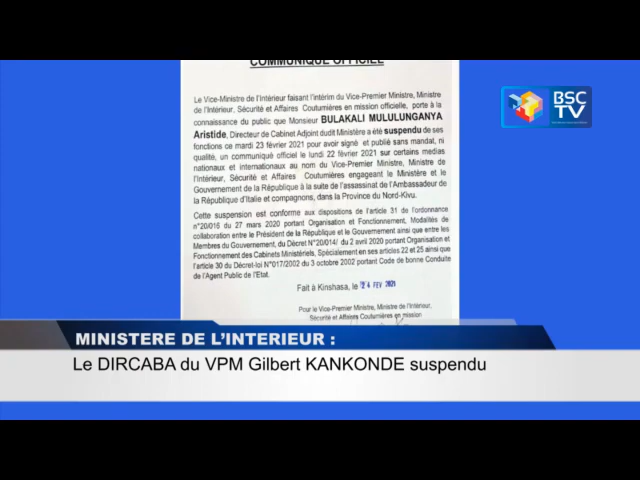 COMMUNIQUE OFFICIEL
BSC
TV
Le Vice-Ministre de l'Intérieur faisant l'intérim du Vice-Premier Ministre, Ministre
de l'Intérieur, Sécurité et Affaires Coutumières en mission officielle, porte à la
connaissance du public que Monsieur BULAKALI MULULUNGANYA
Aristide, Directeur de Cabinet Adjoint dudit Ministère a été suspendu de ses
fonctions ce mardi 23 février 2021 pour avoir signé et publié sans mandat, ni
qualité, un communiqué officiel le lundi 22 février 2021 sur certains medias
nationaux et internationaux au nom du Vice-Premier Ministre, Ministre de
l'Intérieur, Sécurité et Affaires Coutumières engageant le Ministère et le
Gouvernement de la République à la suite de l'assassinat de l'Ambassadeur de
la République d'Italie et compagnons, dans la Province du Nord-Kivu.
Cette suspension est conforme aux dispositions de l'article 31 de l'ordonnance
n°20/016 du 27 mars 2020 portant Organisation et Fonctionnement, Modalités de
collaboration entre le Président de la République et le Gouvernement ainsi que entre les
Membres du Gouvernement, du Décret N°20/014/ du 2 avril 2020 portant Organisation et
Fonctionnement des Cabinets Ministériels, Spécialement en ses articles 22 et 25 ainsi que
l'article 30 du Décret-loi N°017/2002 du 3 octobre 2002 portant Code de bonne Conduite
de l'Agent Public de l'Etat.
Fait à Kinshasa, le 24 FEV 2021
Pour le Vice-Premier Ministre, Ministre de l'Intérieur,
Sécurité et Affaires Coutumières en mission
MINISTERE DE L'INTERIEUR :
Le DIRCABA du VPM Gilbert KANKONDE suspendu